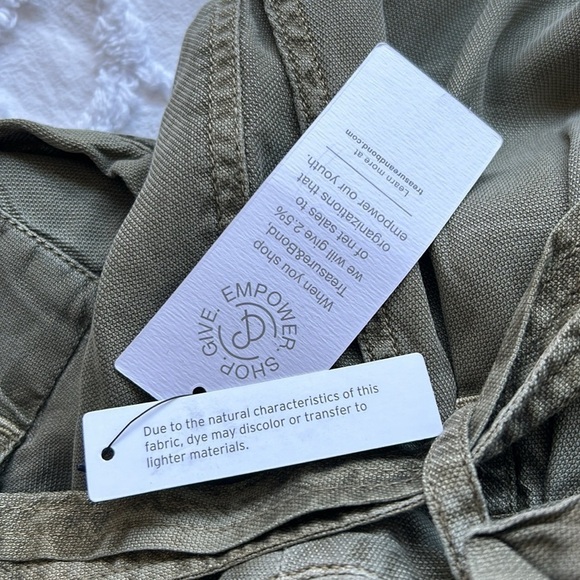 SHOP GIVE. EMPOWER.
When you shop
Treasure&Bond,
we will give 2.5%
of net sales to
organizations that
empower our youth.
Learn more at
treasureandbond.com
Due to the natural characteristics of this
fabric, dye may discolor or transfer to
lighter materials.